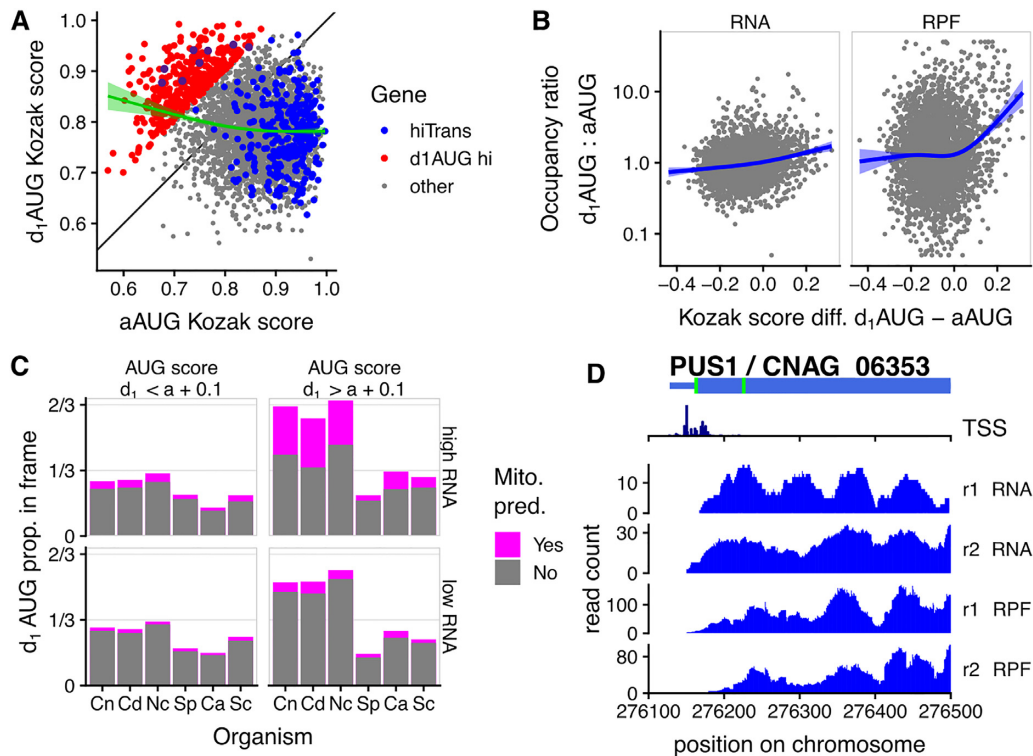 A
d₁AUG Kozak score
1.0
0.9
0.8
0.7
0.6
0.6
0.7
0.8
0.9
1.0
aAUG Kozak score
Gene
hiTrans
d1AUG hi
other
B
RNA
RPF
Occupancy ratio
d₁AUG : aAUG
10.0
1.0
0.1
−0.4
−0.2
0.0
0.2
−0.4
−0.2
0.0
0.2
Kozak score diff. d₁AUG − aAUG
C
AUG score
d₁ < a + 0.1
AUG score
d₁ > a + 0.1
d₁ AUG prop. in frame
2/3
1/3
0
high RNA
2/3
1/3
0
low RNA
Cn Cd Nc Sp Ca Sc
Cn Cd Nc Sp Ca Sc
Organism
Mito.
pred.
Yes
No
D
PUS1 / CNAG 06353
TSS
read count
10
0
r1 RNA
30
0
r2 RNA
100
0
r1 RPF
80
0
r2 RPF
276100
276200
276300
276400
276500
position on chromosome